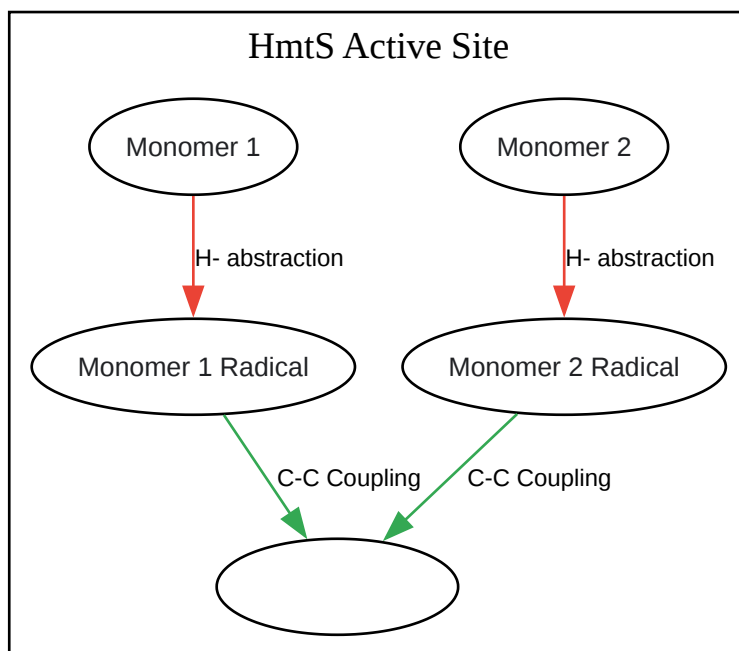 HmtS Active Site
Monomer 1
Monomer 2
H- abstraction
H- abstraction
Monomer 1 Radical
Monomer 2 Radical
C-C Coupling
C-C Coupling